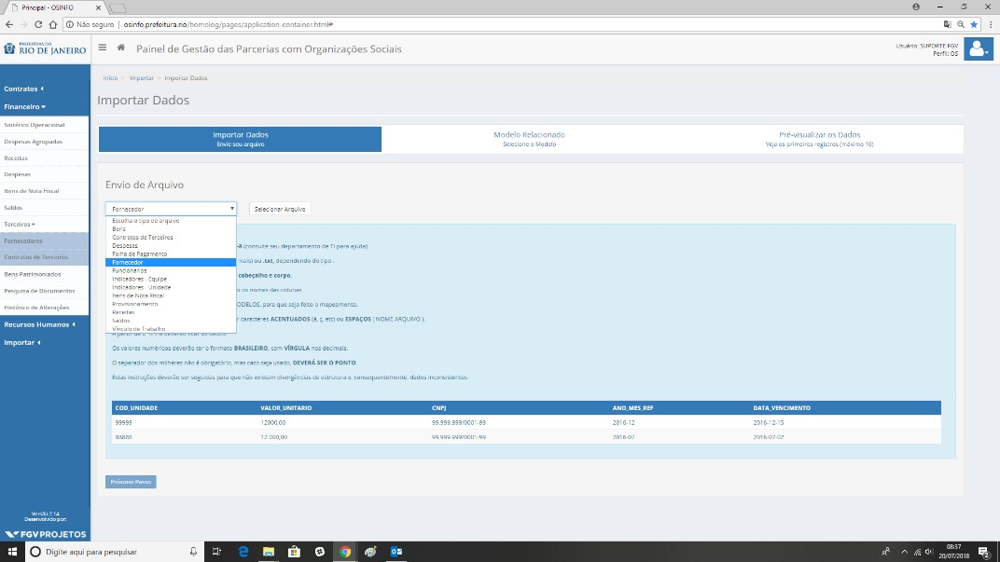 Principal - OSINFO
Não seguro | osinfo.prefeitura.rio/homolog/pages/application-container.html#
PREFEITURA DO
RIO DE JANEIRO
Painel de Gestão das Parcerias com Organizações Sociais
Usuário: SUPORTE FGV
Perfil: OS
Contratos
Financeiro
Sintético Operacional
Despesas Agrupadas
Receitas
Despesas
Itens de Nota Fiscal
Saldos
Terceiros
Fornecedores
Contratos de Terceiros
Bens Patrimoniados
Pesquisa de Documentos
Histórico de Alterações
Recursos Humanos
Importar
Versão 2.14
Desenvolvido por:
FGV PROJETOS
Início > Importar > Importar Dados
Importar Dados
Importar Dados
Envie seu arquivo
Modelo Relacionado
Selecione o Modelo
Pré-visualizar os Dados
Veja os primeiros registros (máximo 10)
Envio de Arquivo
Fornecedor
Selecionar Arquivo
Escolha o tipo de arquivo
Bens
Contratos de Terceiros
Despesas
Folha de Pagamento
Fornecedor
Funcionários
Indicadores - Equipe
Indicadores - Unidade
Itens de Nota Fiscal
Provisionamento
Receitas
Saldos
Vínculo de Trabalho
-8 (consulte seu departamento de TI para ajuda)
mais) ou .txt, dependendo do tipo .
cabeçalho e corpo.
o os nomes das colunas
ODELOS, para que seja feito o mapeamento.
r caracteres ACENTUADOS (á, ç, etc) ou ESPAÇOS ( NOME ARQUIVO ).
Os valores numéricos deverão ter o formato BRASILEIRO, com VÍRGULA nos decimais.
O separador dos milhares não é obrigatório, mas caso seja usado, DEVERÁ SER O PONTO
Estas instruções deverão ser seguidas para que não existam divergências de estrutura e, consequentemente, dados inconsistentes.
COD_UNIDADE VALOR_UNITARIO CNPJ ANO_MES_REF DATA_VENCIMENTO
99999 12000,00 99.999.999/0001-99 2016-12 2016-12-15
88888 12.000,00 99.999.999/0001-99 2016-07 2016-07-02
Próximo Passo
Digite aqui para pesquisar
08:37
20/07/2018